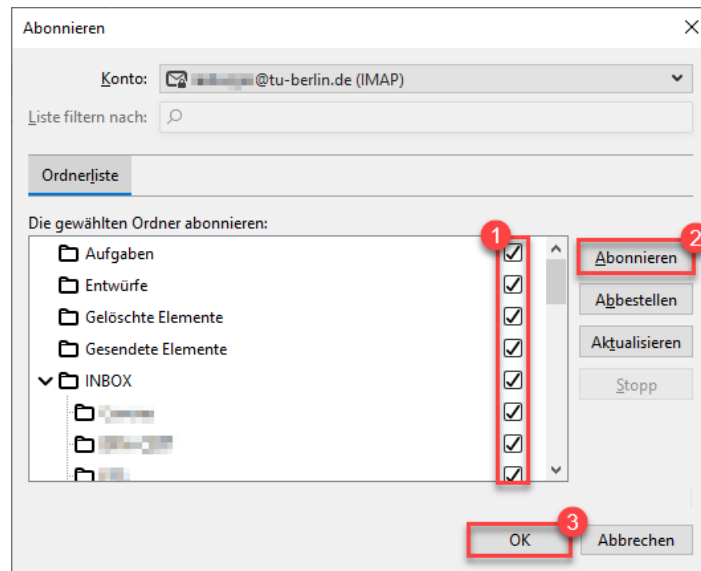 Abonnieren
Konto: @tu-berlin.de (IMAP)
Liste filtern nach:
Ordnerliste
Die gewählten Ordner abonnieren:
1
2
Aufgaben
Abonnieren
Entwürfe
Abbestellen
Gelöschte Elemente
Gesendete Elemente
Aktualisieren
INBOX
Stopp
3
OK
Abbrechen